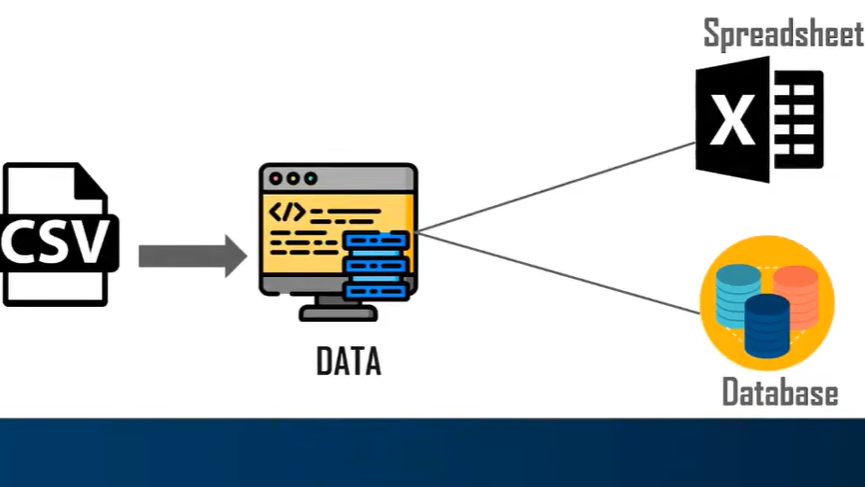 Spreadsheet
X
CSV
</>
DATA
Database